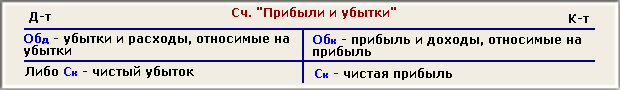 Сч. "Прибыли и убытки"
Д-т К-т
Обд - убытки и расходы, относимые на убытки
Обк - прибыль и доходы, относимые на прибыль
Либо Ск - чистый убыток
Ск - чистая прибыль